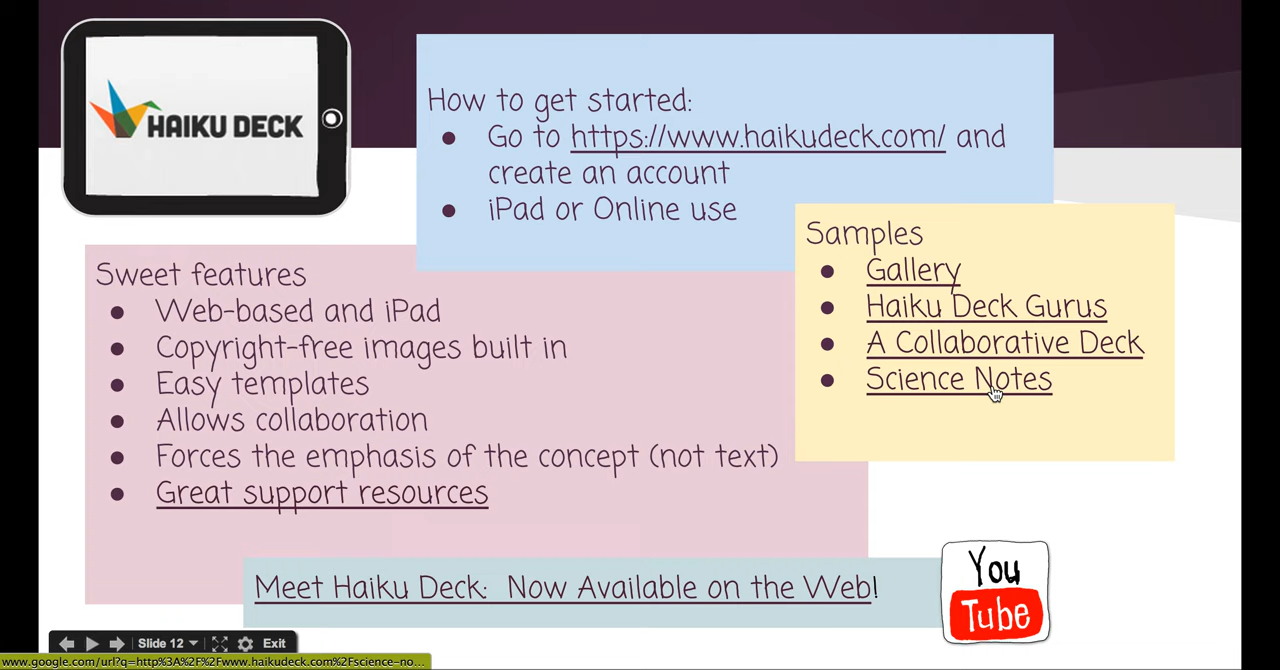 HAIKU DECK
How to get started:
● Go to https://www.haikudeck.com/ and
create an account
● iPad or Online use
Samples
● Gallery
● Haiku Deck Gurus
● A Collaborative Deck
● Science Notes
Sweet features
● Web-based and iPad
● Copyright-free images built in
● Easy templates
● Allows collaboration
● Forces the emphasis of the concept (not text)
● Great support resources
Meet Haiku Deck: Now Available on the Web!
You
Tube
Slide 12 Exit
www.google.com/url?q=http%3A%2F%2Fwww.haikudeck.com%2Fscience-no...